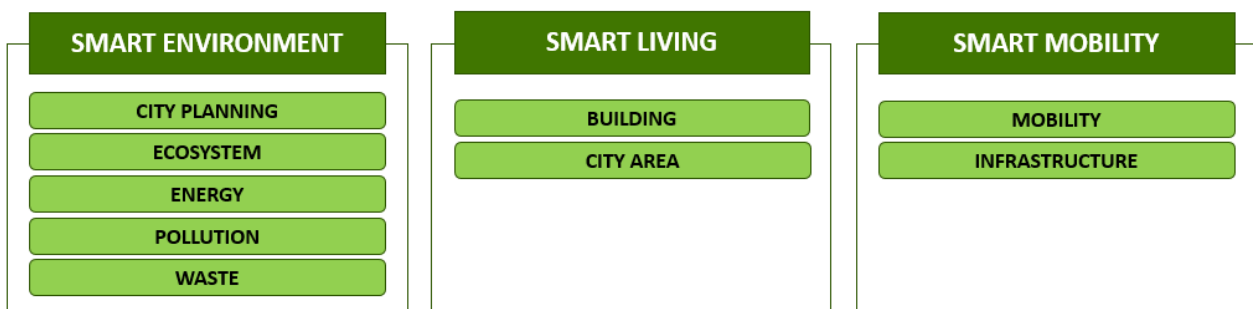 SMART ENVIRONMENT
CITY PLANNING
ECOSYSTEM
ENERGY
POLLUTION
WASTE
SMART LIVING
BUILDING
CITY AREA
SMART MOBILITY
MOBILITY
INFRASTRUCTURE